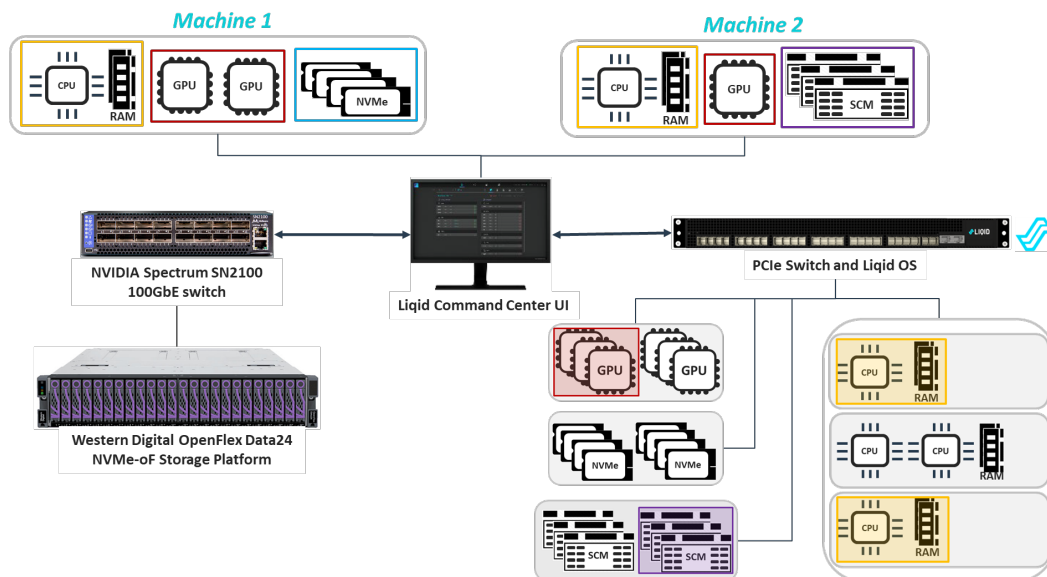 Machine 1
Machine 2
CPU
RAM
GPU
GPU
NVMe
CPU
RAM
GPU
SCM
SN2100
NVIDIA Spectrum SN2100
100GbE switch
Liqid Command Center UI
LIQID
PCIe Switch and Liqid OS
Western Digital OpenFlex Data24
NVMe-oF Storage Platform
GPU
GPU
NVMe
NVMe
SCM
SCM
CPU
RAM
CPU
CPU
RAM
CPU
RAM